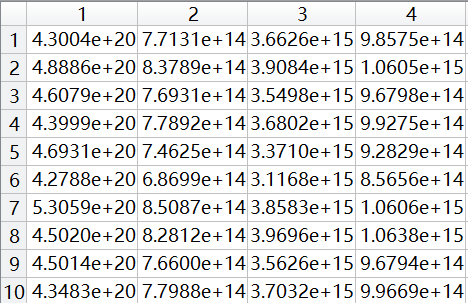 1 2 3 4
1 4.3004e+20 7.7131e+14 3.6626e+15 9.8575e+14
2 4.8886e+20 8.3789e+14 3.9084e+15 1.0605e+15
3 4.6079e+20 7.6931e+14 3.5498e+15 9.6798e+14
4 4.3999e+20 7.7892e+14 3.6802e+15 9.9275e+14
5 4.6931e+20 7.4625e+14 3.3710e+15 9.2829e+14
6 4.2788e+20 6.8699e+14 3.1168e+15 8.5656e+14
7 5.3059e+20 8.5087e+14 3.8583e+15 1.0606e+15
8 4.5020e+20 8.2812e+14 3.9696e+15 1.0638e+15
9 4.5014e+20 7.6600e+14 3.5626e+15 9.6794e+14
10 4.3483e+20 7.7988e+14 3.7032e+15 9.9669e+14